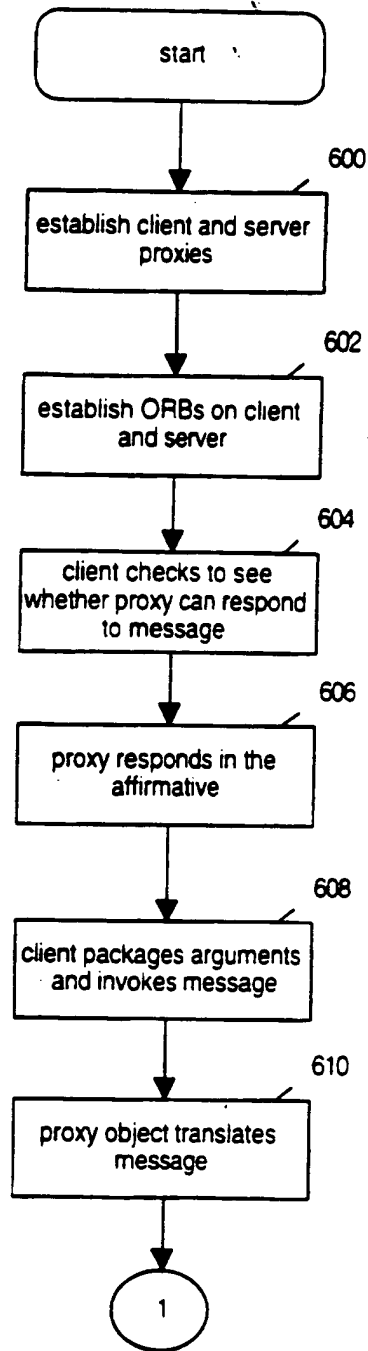 start
600
establish client and server
proxies
602
establish ORBs on client
and server
604
client checks to see
whether proxy can respond
to message
606
proxy responds in the
affirmative
608
client packages arguments
and invokes message
610
proxy object translates
message
1